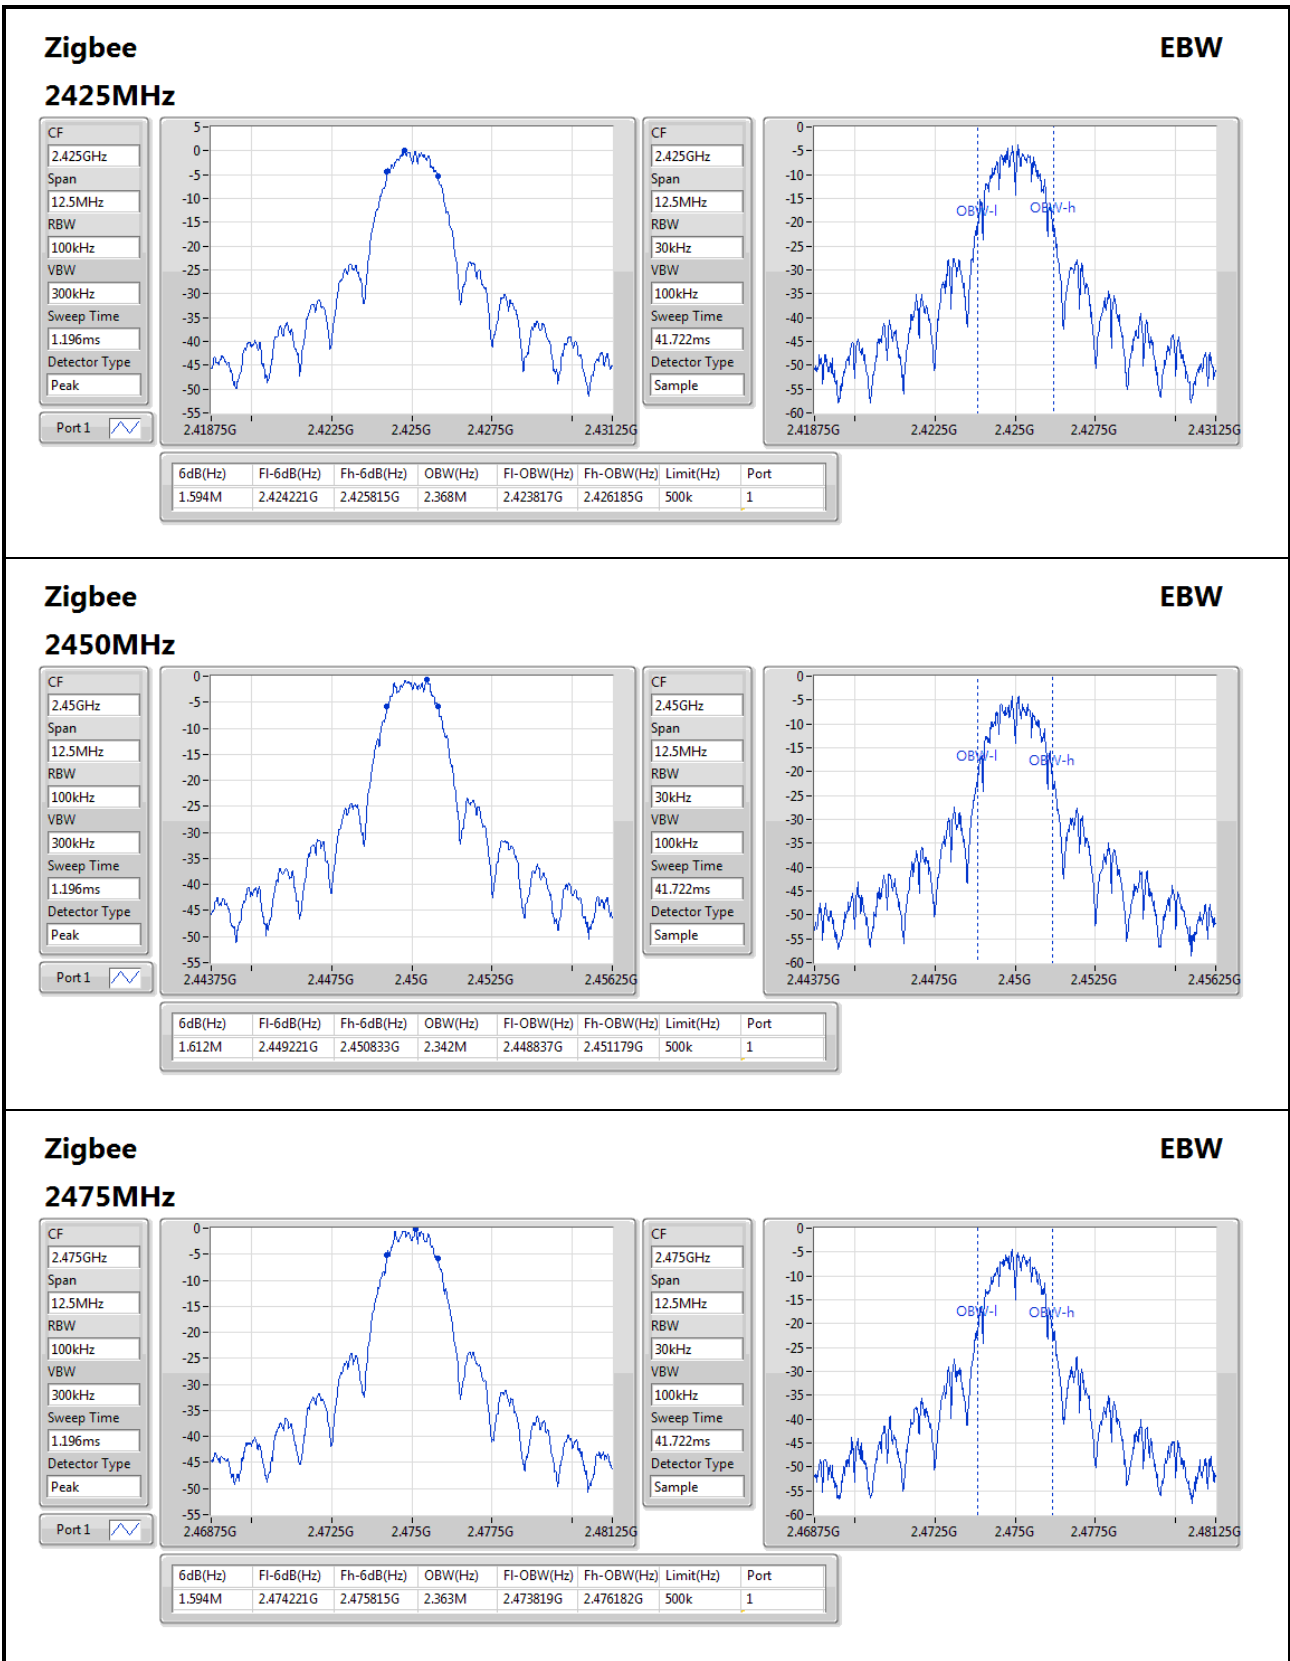 Zigbee EBW
2425MHz
CF
2.425GHz
Span
12.5MHz
RBW
100kHz
VBW
300kHz
Sweep Time
1.196ms
Detector Type
Peak
Port 1
5
0
-5
-10
-15
-20
-25
-30
-35
-40
-45
-50
-55
2.41875G 2.4225G 2.425G 2.4275G 2.43125G
CF
2.425GHz
Span
12.5MHz
RBW
30kHz
VBW
100kHz
Sweep Time
41.722ms
Detector Type
Sample
0
-5
-10
-15
-20
-25
-30
-35
-40
-45
-50
-55
-60
OBW-l OBW-h
2.41875G 2.4225G 2.425G 2.4275G 2.43125G
6dB(Hz) Fl-6dB(Hz) Fh-6dB(Hz) OBW(Hz) Fl-OBW(Hz) Fh-OBW(Hz) Limit(Hz) Port
1.594M 2.424221G 2.425815G 2.368M 2.423817G 2.426185G 500k 1
Zigbee EBW
2450MHz
CF
2.45GHz
Span
12.5MHz
RBW
100kHz
VBW
300kHz
Sweep Time
1.196ms
Detector Type
Peak
Port 1
0
-5
-10
-15
-20
-25
-30
-35
-40
-45
-50
-55
2.44375G 2.4475G 2.45G 2.4525G 2.45625G
CF
2.45GHz
Span
12.5MHz
RBW
30kHz
VBW
100kHz
Sweep Time
41.722ms
Detector Type
Sample
0
-5
-10
-15
-20
-25
-30
-35
-40
-45
-50
-55
-60
OBW-l OBW-h
2.44375G 2.4475G 2.45G 2.4525G 2.45625G
6dB(Hz) Fl-6dB(Hz) Fh-6dB(Hz) OBW(Hz) Fl-OBW(Hz) Fh-OBW(Hz) Limit(Hz) Port
1.612M 2.449221G 2.450833G 2.342M 2.448837G 2.451179G 500k 1
Zigbee EBW
2475MHz
CF
2.475GHz
Span
12.5MHz
RBW
100kHz
VBW
300kHz
Sweep Time
1.196ms
Detector Type
Peak
Port 1
0
-5
-10
-15
-20
-25
-30
-35
-40
-45
-50
-55
2.46875G 2.4725G 2.475G 2.4775G 2.48125G
CF
2.475GHz
Span
12.5MHz
RBW
30kHz
VBW
100kHz
Sweep Time
41.722ms
Detector Type
Sample
0
-5
-10
-15
-20
-25
-30
-35
-40
-45
-50
-55
-60
OBW-l OBW-h
2.46875G 2.4725G 2.475G 2.4775G 2.48125G
6dB(Hz) Fl-6dB(Hz) Fh-6dB(Hz) OBW(Hz) Fl-OBW(Hz) Fh-OBW(Hz) Limit(Hz) Port
1.594M 2.474221G 2.475815G 2.363M 2.473819G 2.476182G 500k 1